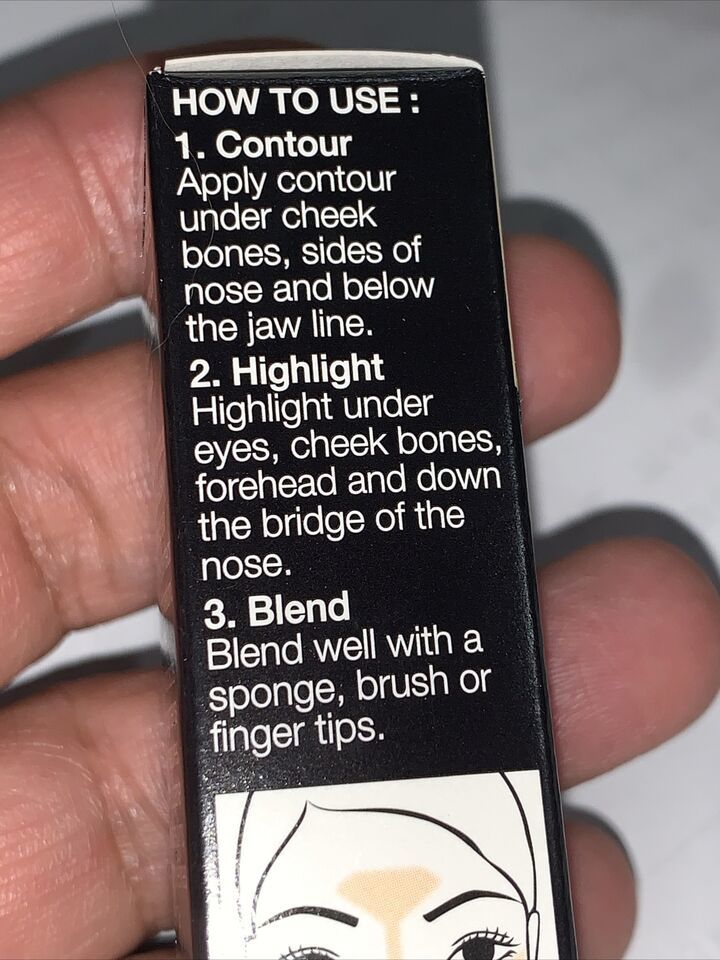 HOW TO USE :
1. Contour
Apply contour
under cheek
bones, sides of
nose and below
the jaw line.
2. Highlight
Highlight under
eyes, cheek bones,
forehead and down
the bridge of the
nose.
3. Blend
Blend well with a
sponge, brush or
finger tips.